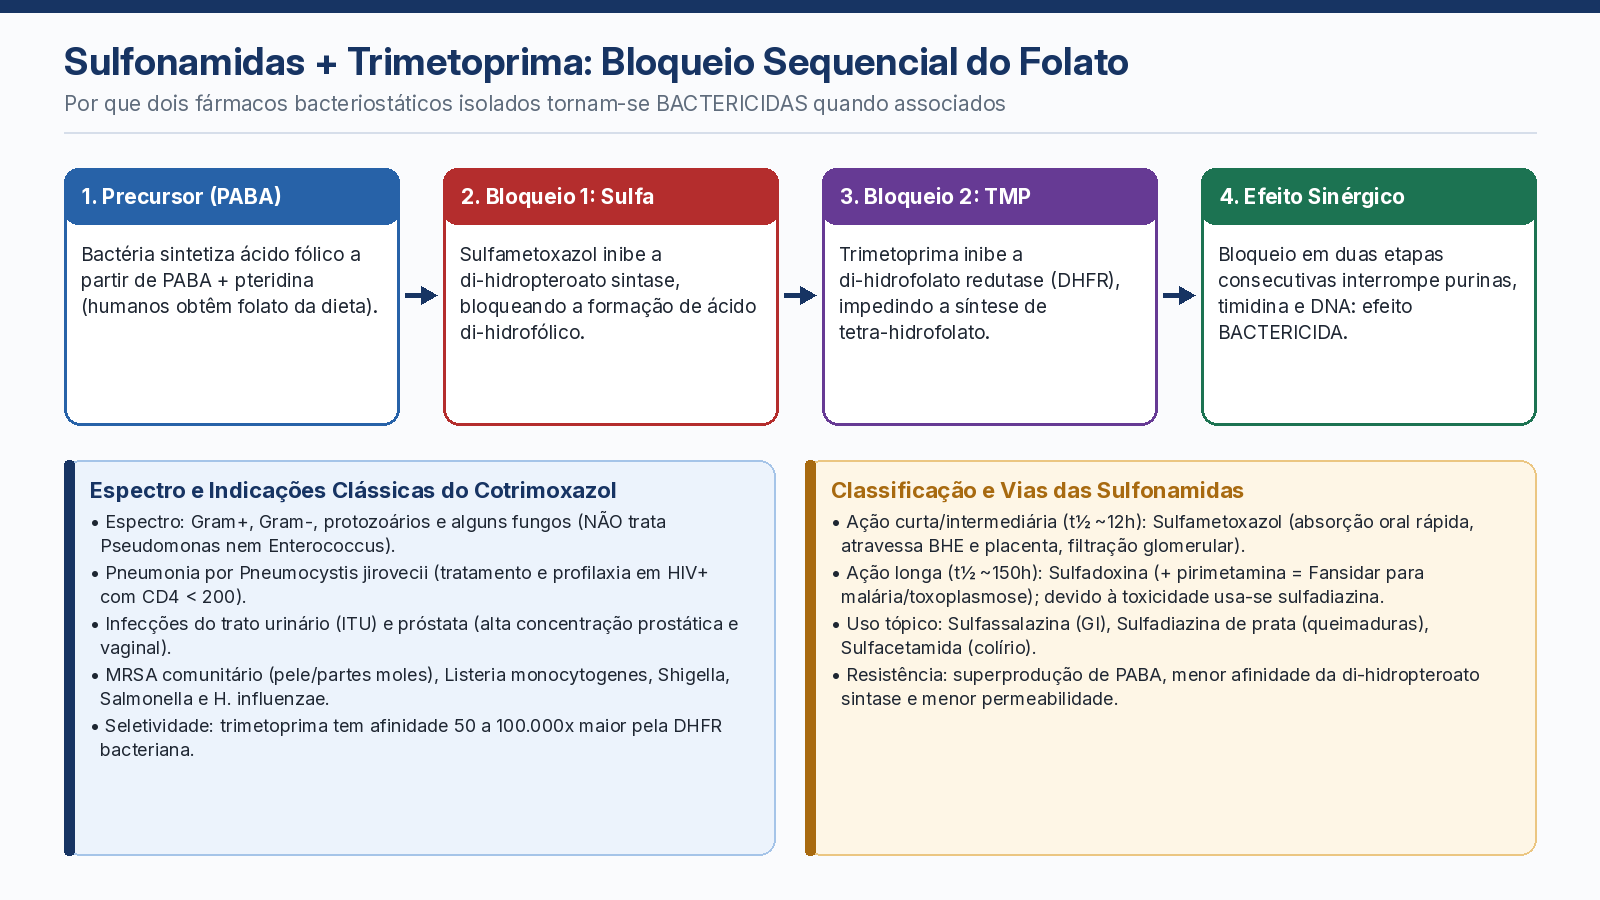 Sulfonamidas + Trimetoprima: Bloqueio Sequencial do Folato
Por que dois fármacos bacteriostáticos isolados tornam-se BACTERICIDAS quando associados
1. Precursor (PABA)
Bactéria sintetiza ácido fólico a
partir de PABA + pteridina
(humanos obtêm folato da dieta).
2. Bloqueio 1: Sulfa
Sulfametoxazol inibe a
di-hidropteroato sintase,
bloqueando a formação de ácido
di-hidrofólico.
3. Bloqueio 2: TMP
Trimetoprima inibe a
di-hidrofolato redutase (DHFR),
impedindo a síntese de
tetra-hidrofolato.
4. Efeito Sinérgico
Bloqueio em duas etapas
consecutivas interrompe purinas,
timidina e DNA: efeito
BACTERICIDA.
Espectro e Indicações Clássicas do Cotrimoxazol
• Espectro: Gram+, Gram-, protozoários e alguns fungos (NÃO trata
Pseudomonas nem Enterococcus).
• Pneumonia por Pneumocystis jirovecii (tratamento e profilaxia em HIV+
com CD4 < 200).
• Infecções do trato urinário (ITU) e próstata (alta concentração prostática e
vaginal).
• MRSA comunitário (pele/partes moles), Listeria monocytogenes, Shigella,
Salmonella e H. influenzae.
• Seletividade: trimetoprima tem afinidade 50 a 100.000x maior pela DHFR
bacteriana.
Classificação e Vias das Sulfonamidas
• Ação curta/intermediária (t½ ~12h): Sulfametoxazol (absorção oral rápida,
atravessa BHE e placenta, filtração glomerular).
• Ação longa (t½ ~150h): Sulfadoxina (+ pirimetamina = Fansidar para
malária/toxoplasmose); devido à toxicidade usa-se sulfadiazina.
• Uso tópico: Sulfassalazina (GI), Sulfadiazina de prata (queimaduras),
Sulfacetamida (colírio).
• Resistência: superprodução de PABA, menor afinidade da di-hidropteroato
sintase e menor permeabilidade.